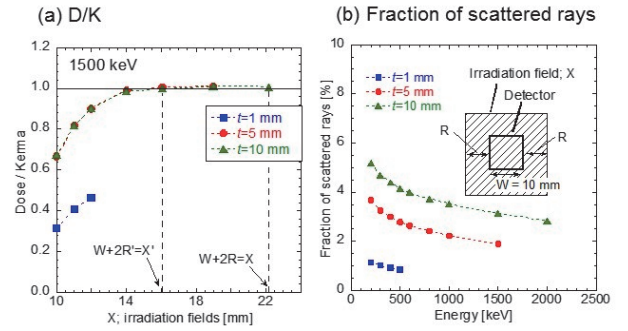 (a) D/K
1500 keV
t=1 mm
t=5 mm
t=10 mm
W+2R'=X'
W+2R=X
Dose / Kerma
1.2
1.0
0.8
0.6
0.4
0.2
0.0
10 12 14 16 18 20 22
X; irradiation fields [mm]
(b) Fraction of scattered rays
t=1 mm
t=5 mm
t=10 mm
Irradiation field; X
Detector
R
R
W = 10 mm
Fraction of scattered rays [%]
10
8
6
4
2
0
0 500 1000 1500 2000 2500
Energy [keV]